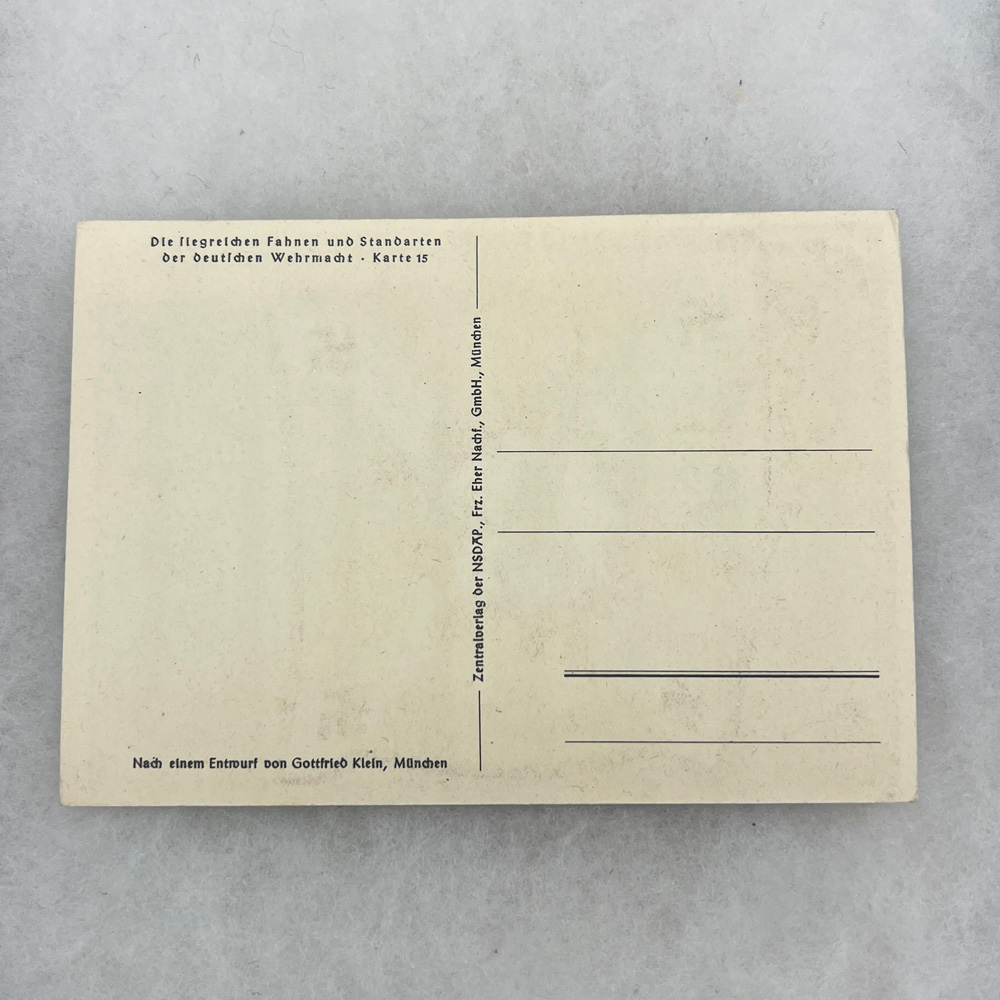 Die siegreichen Fahnen und Standarten
der deutschen Wehrmacht · Karte 15
Zentralverlag der NSDAP., Frz. Eher Nachf., GmbH., München
Nach einem Entwurf von Gottfried Klein, München